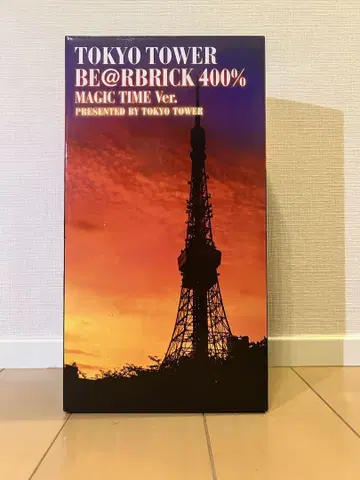 TOKYO TOWER
BE@RBRICK 400%
MAGIC TIME Ver.
PRESENTED BY TOKYO TOWER